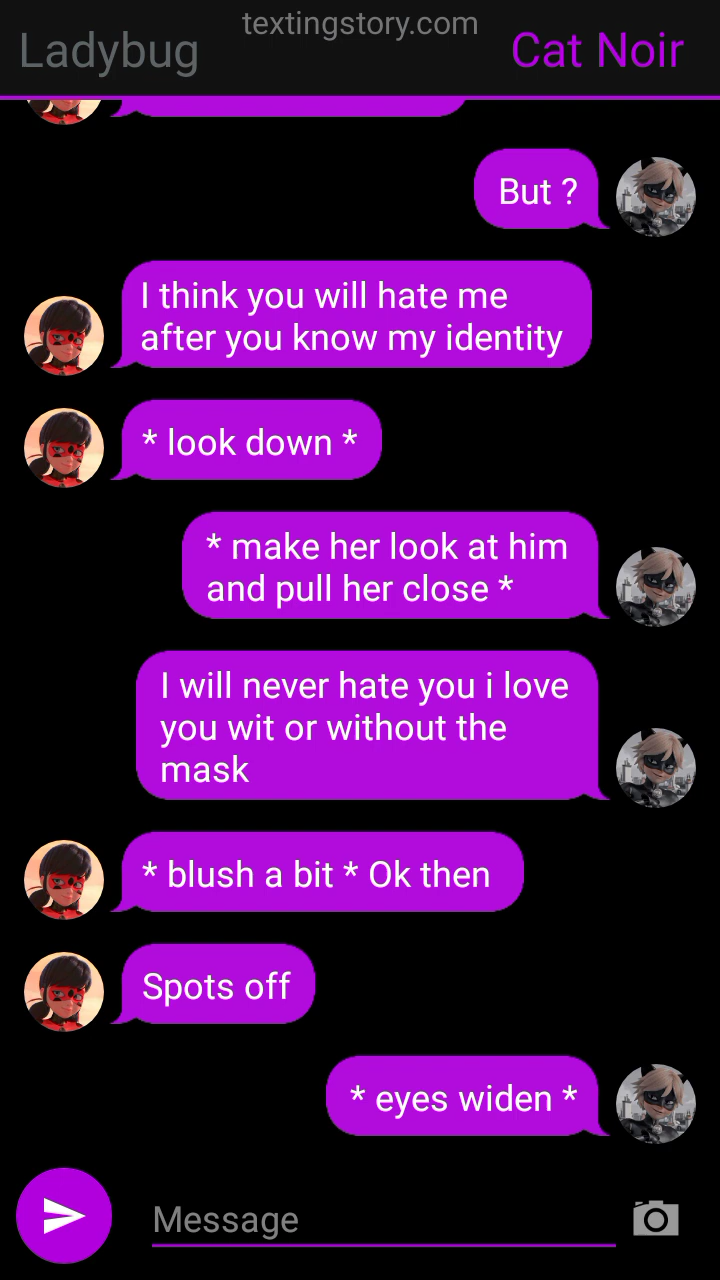 textingstory.com
Ladybug
Cat Noir
But ?
I think you will hate me
after you know my identity
* look down *
* make her look at him
and pull her close *
I will never hate you i love
you wit or without the
mask
* blush a bit * Ok then
Spots off
* eyes widen *
Message